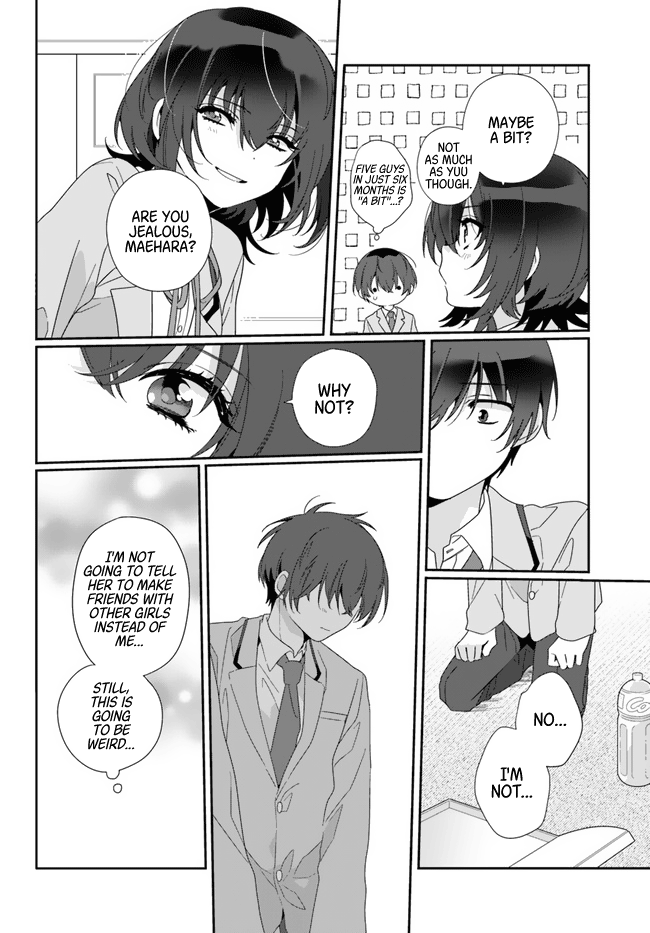 MAYBE
A BIT?
NOT
AS MUCH
AS YUU
THOUGH.
FIVE GUYS
IN JUST SIX
MONTHS IS
"A BIT"...?
ARE YOU
JEALOUS,
MAEHARA?
NO...
I'M
NOT...
WHY
NOT?
I'M NOT
GOING TO TELL
HER TO MAKE
FRIENDS WITH
OTHER GIRLS
INSTEAD OF
ME...
STILL,
THIS IS
GOING
TO BE
WEIRD...